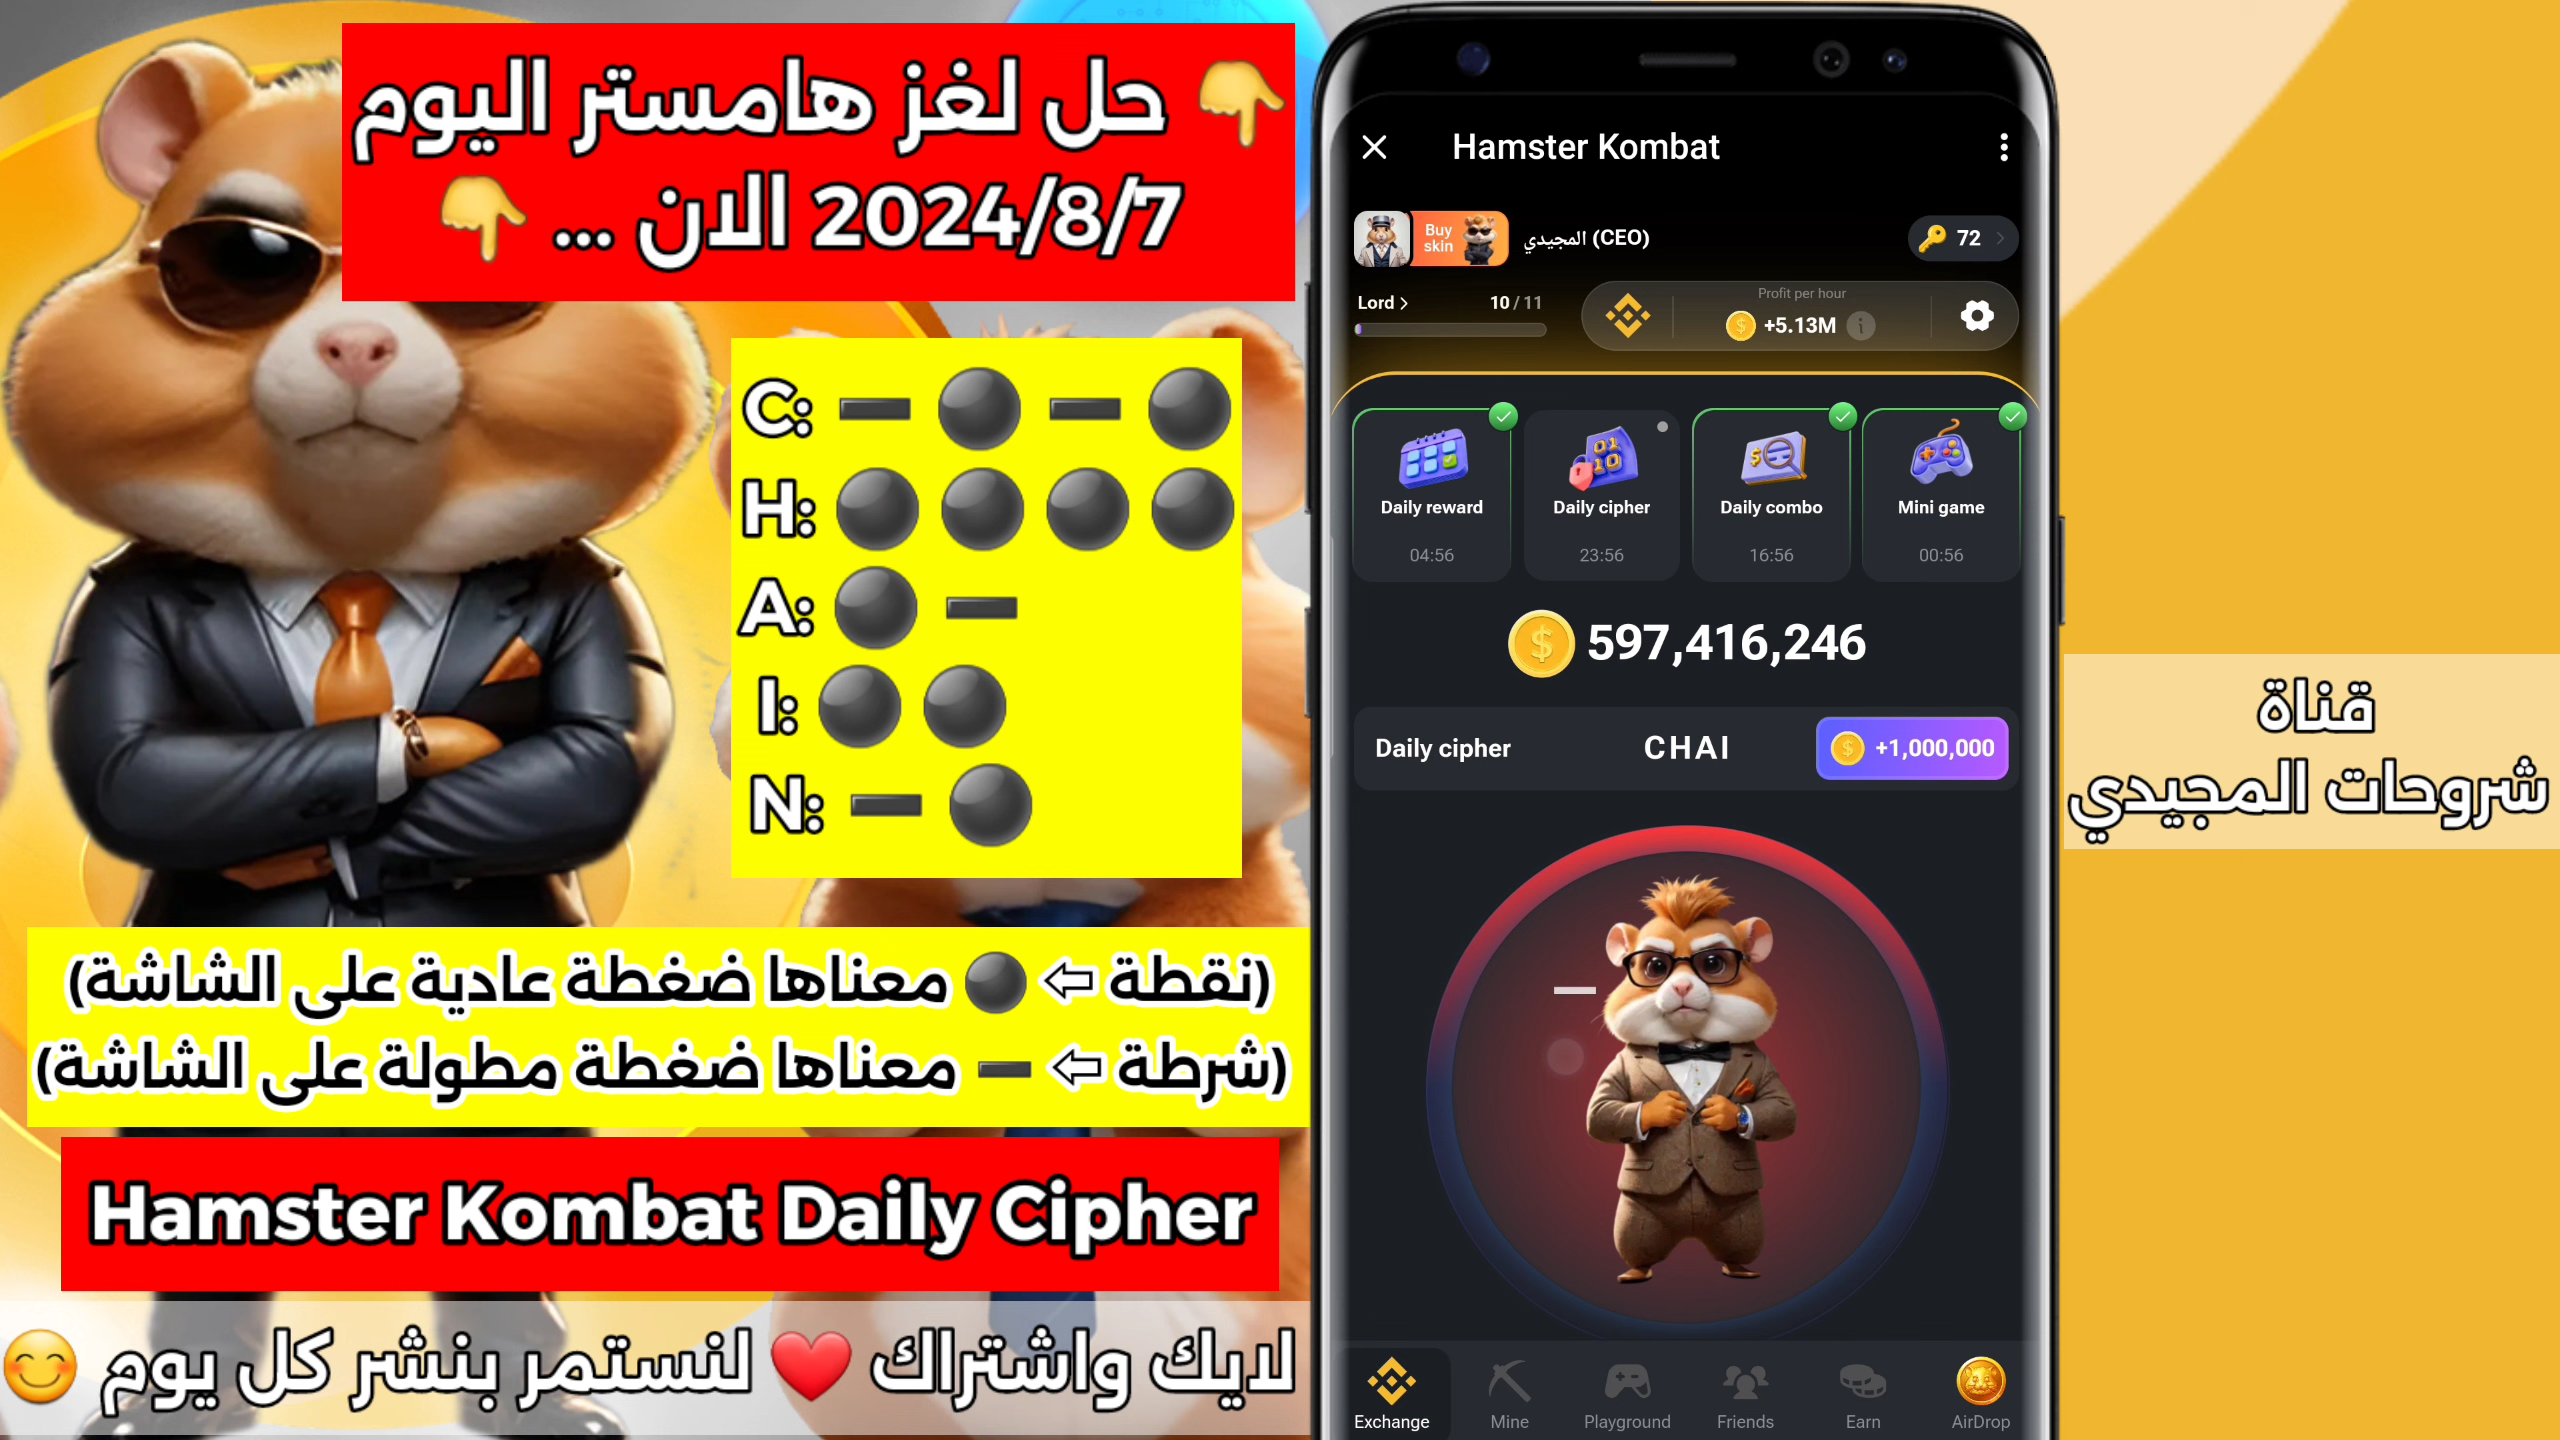 👇 حل لغز هامستر اليوم
2024/8/7 الان ... 👇
C: ➖ ⚫ ➖ ⚫
H: ⚫ ⚫ ⚫ ⚫
A: ⚫ ➖
I: ⚫ ⚫
N: ➖ ⚫
(نقطة ⇦ ⚫ معناها ضغطة عادية على الشاشة)
(شرطة ⇦ ➖ معناها ضغطة مطولة على الشاشة)
Hamster Kombat Daily Cipher
لايك واشتراك ❤️ لنستمر بنشر كل يوم 😊
Hamster Kombat
Buy
skin
المجيدي (CEO)
72
Lord >
10 / 11
Profit per hour
+5.13M
Daily reward
04:56
01
10
Daily cipher
23:56
Daily combo
16:56
Mini game
00:56
597,416,246
Daily cipher CHAI +1,000,000
Exchange
Mine
Playground
Friends
Earn
AirDrop
قناة
شروحات المجيدي